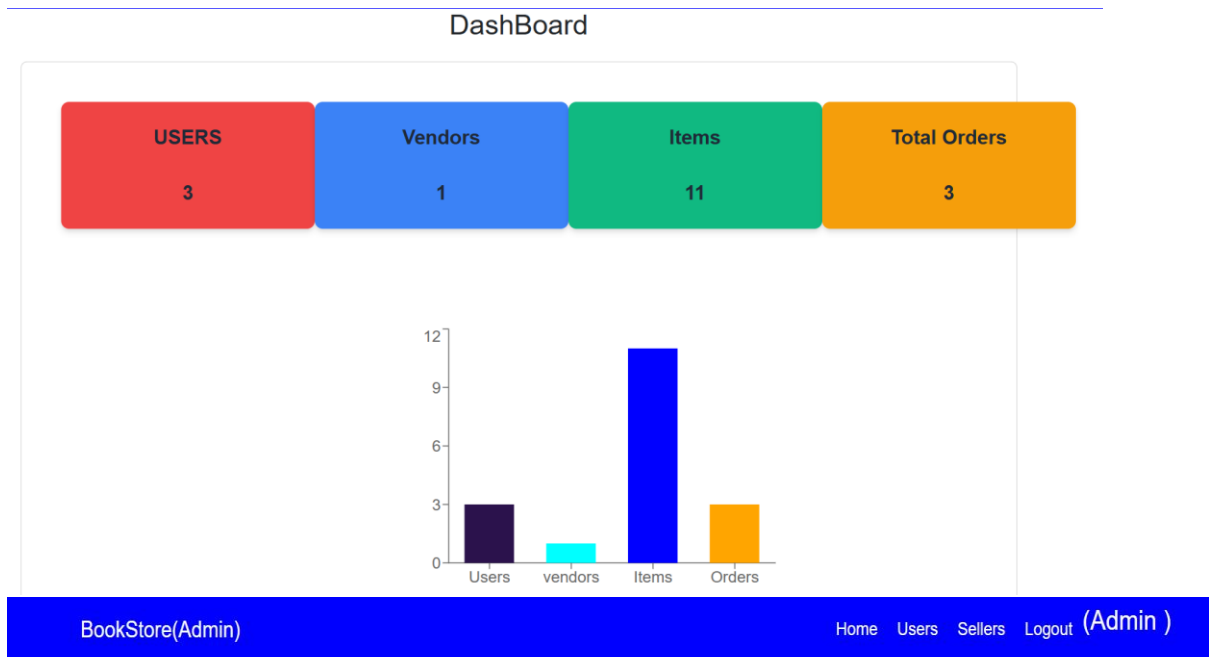 DashBoard
USERS Vendors Items Total Orders
3 1 11 3
12
9
6
3
0
Users vendors Items Orders
BookStore(Admin) Home Users Sellers Logout (Admin )